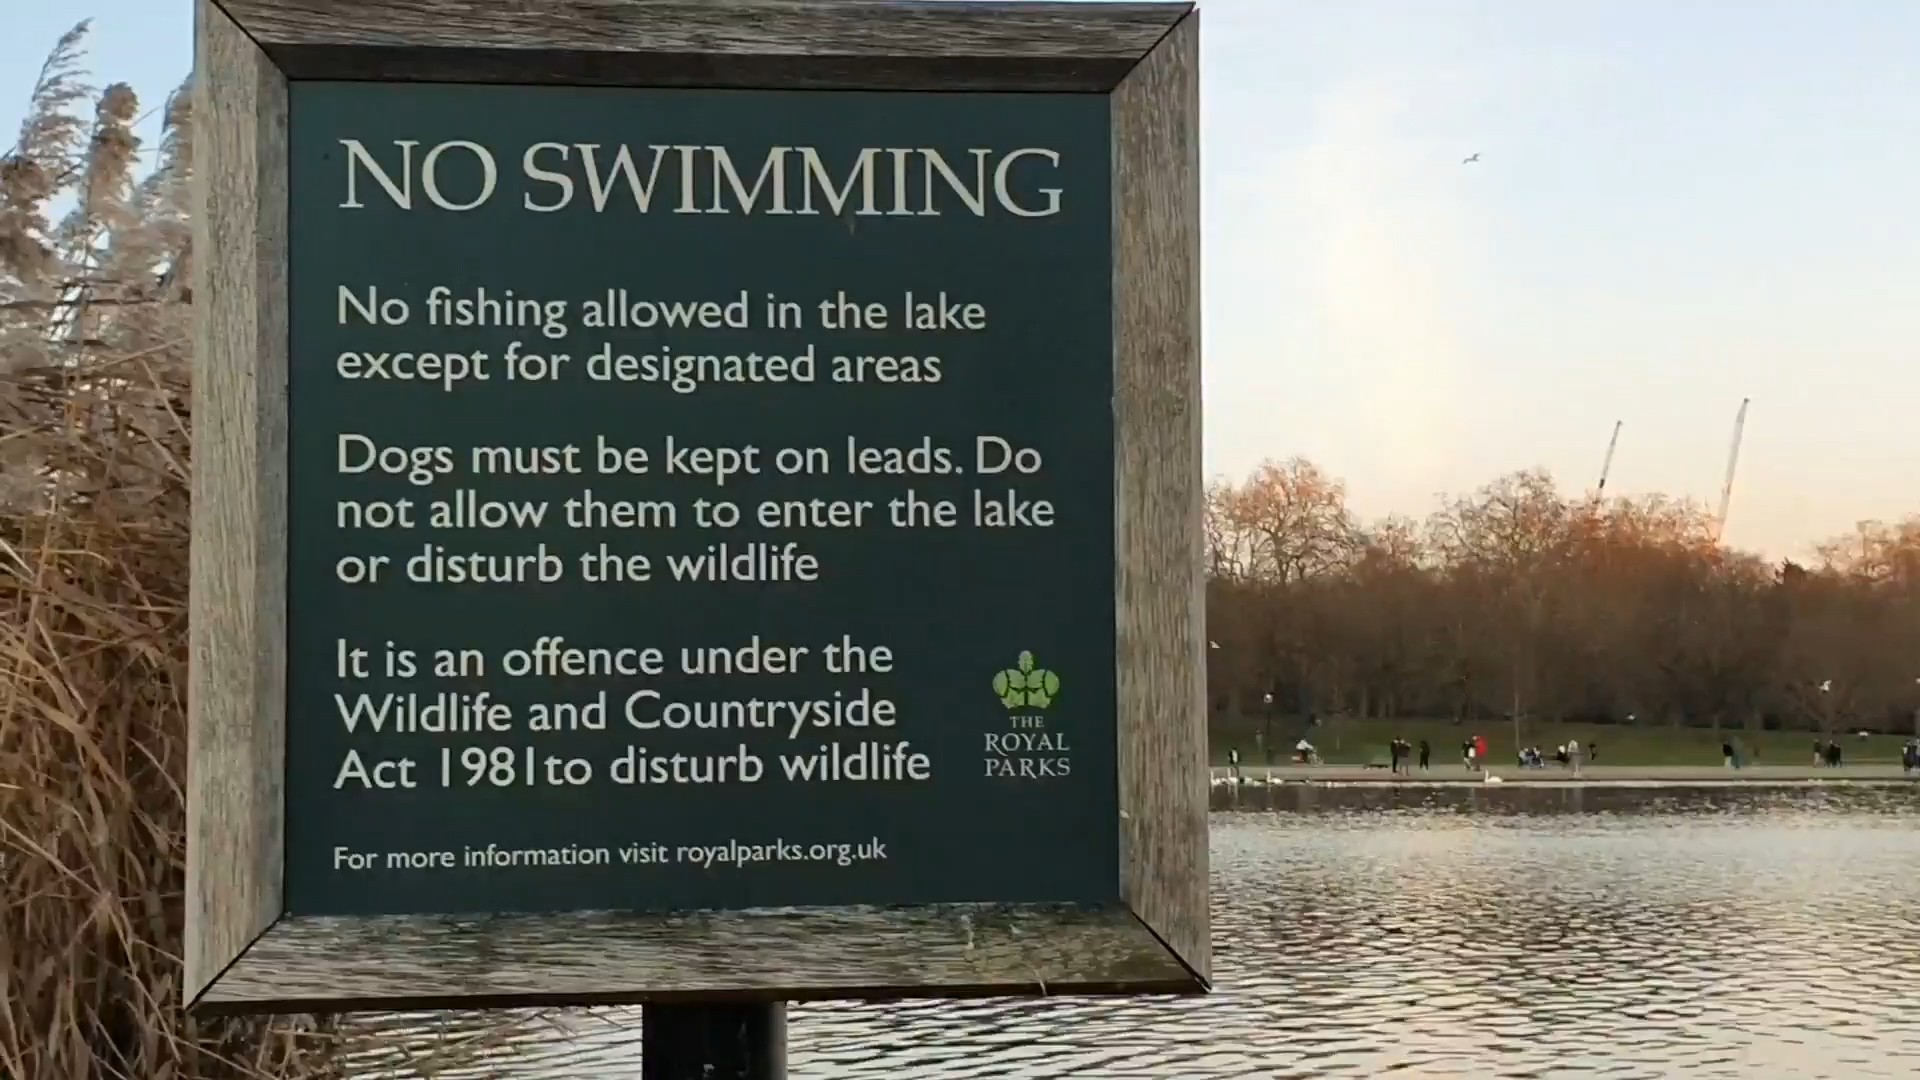 NO SWIMMING
No fishing allowed in the lake
except for designated areas
Dogs must be kept on leads. Do
not allow them to enter the lake
or disturb the wildlife
It is an offence under the
Wildlife and Countryside
Act 1981to disturb wildlife
THE
ROYAL
PARKS
For more information visit royalparks.org.uk